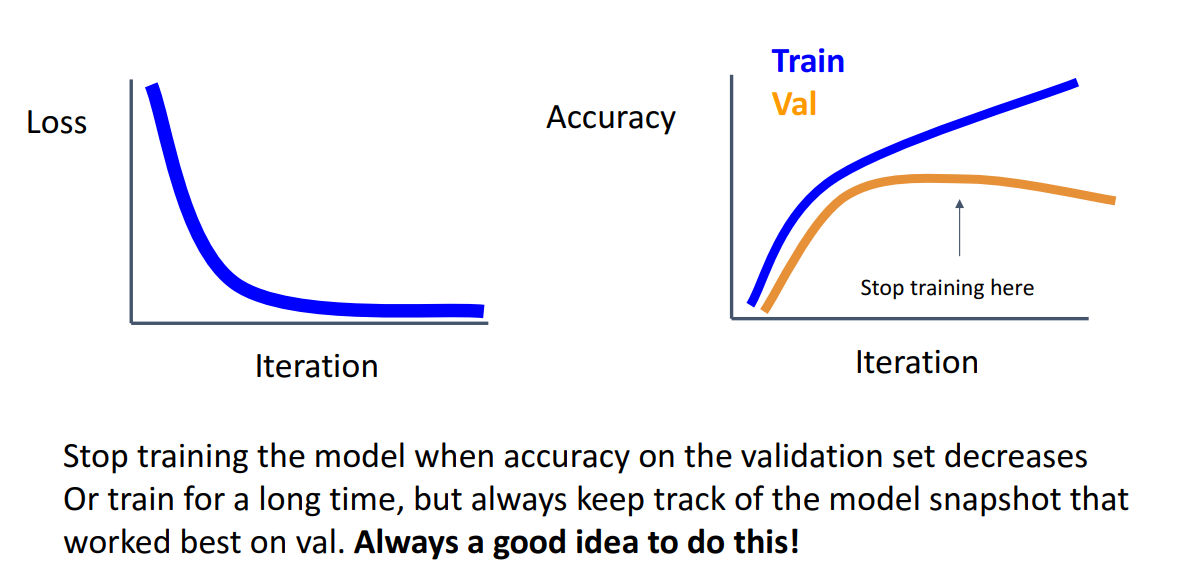 Loss
Iteration
Accuracy
Train
Val
Stop training here
Iteration
Stop training the model when accuracy on the validation set decreases
Or train for a long time, but always keep track of the model snapshot that
worked best on val. Always a good idea to do this!